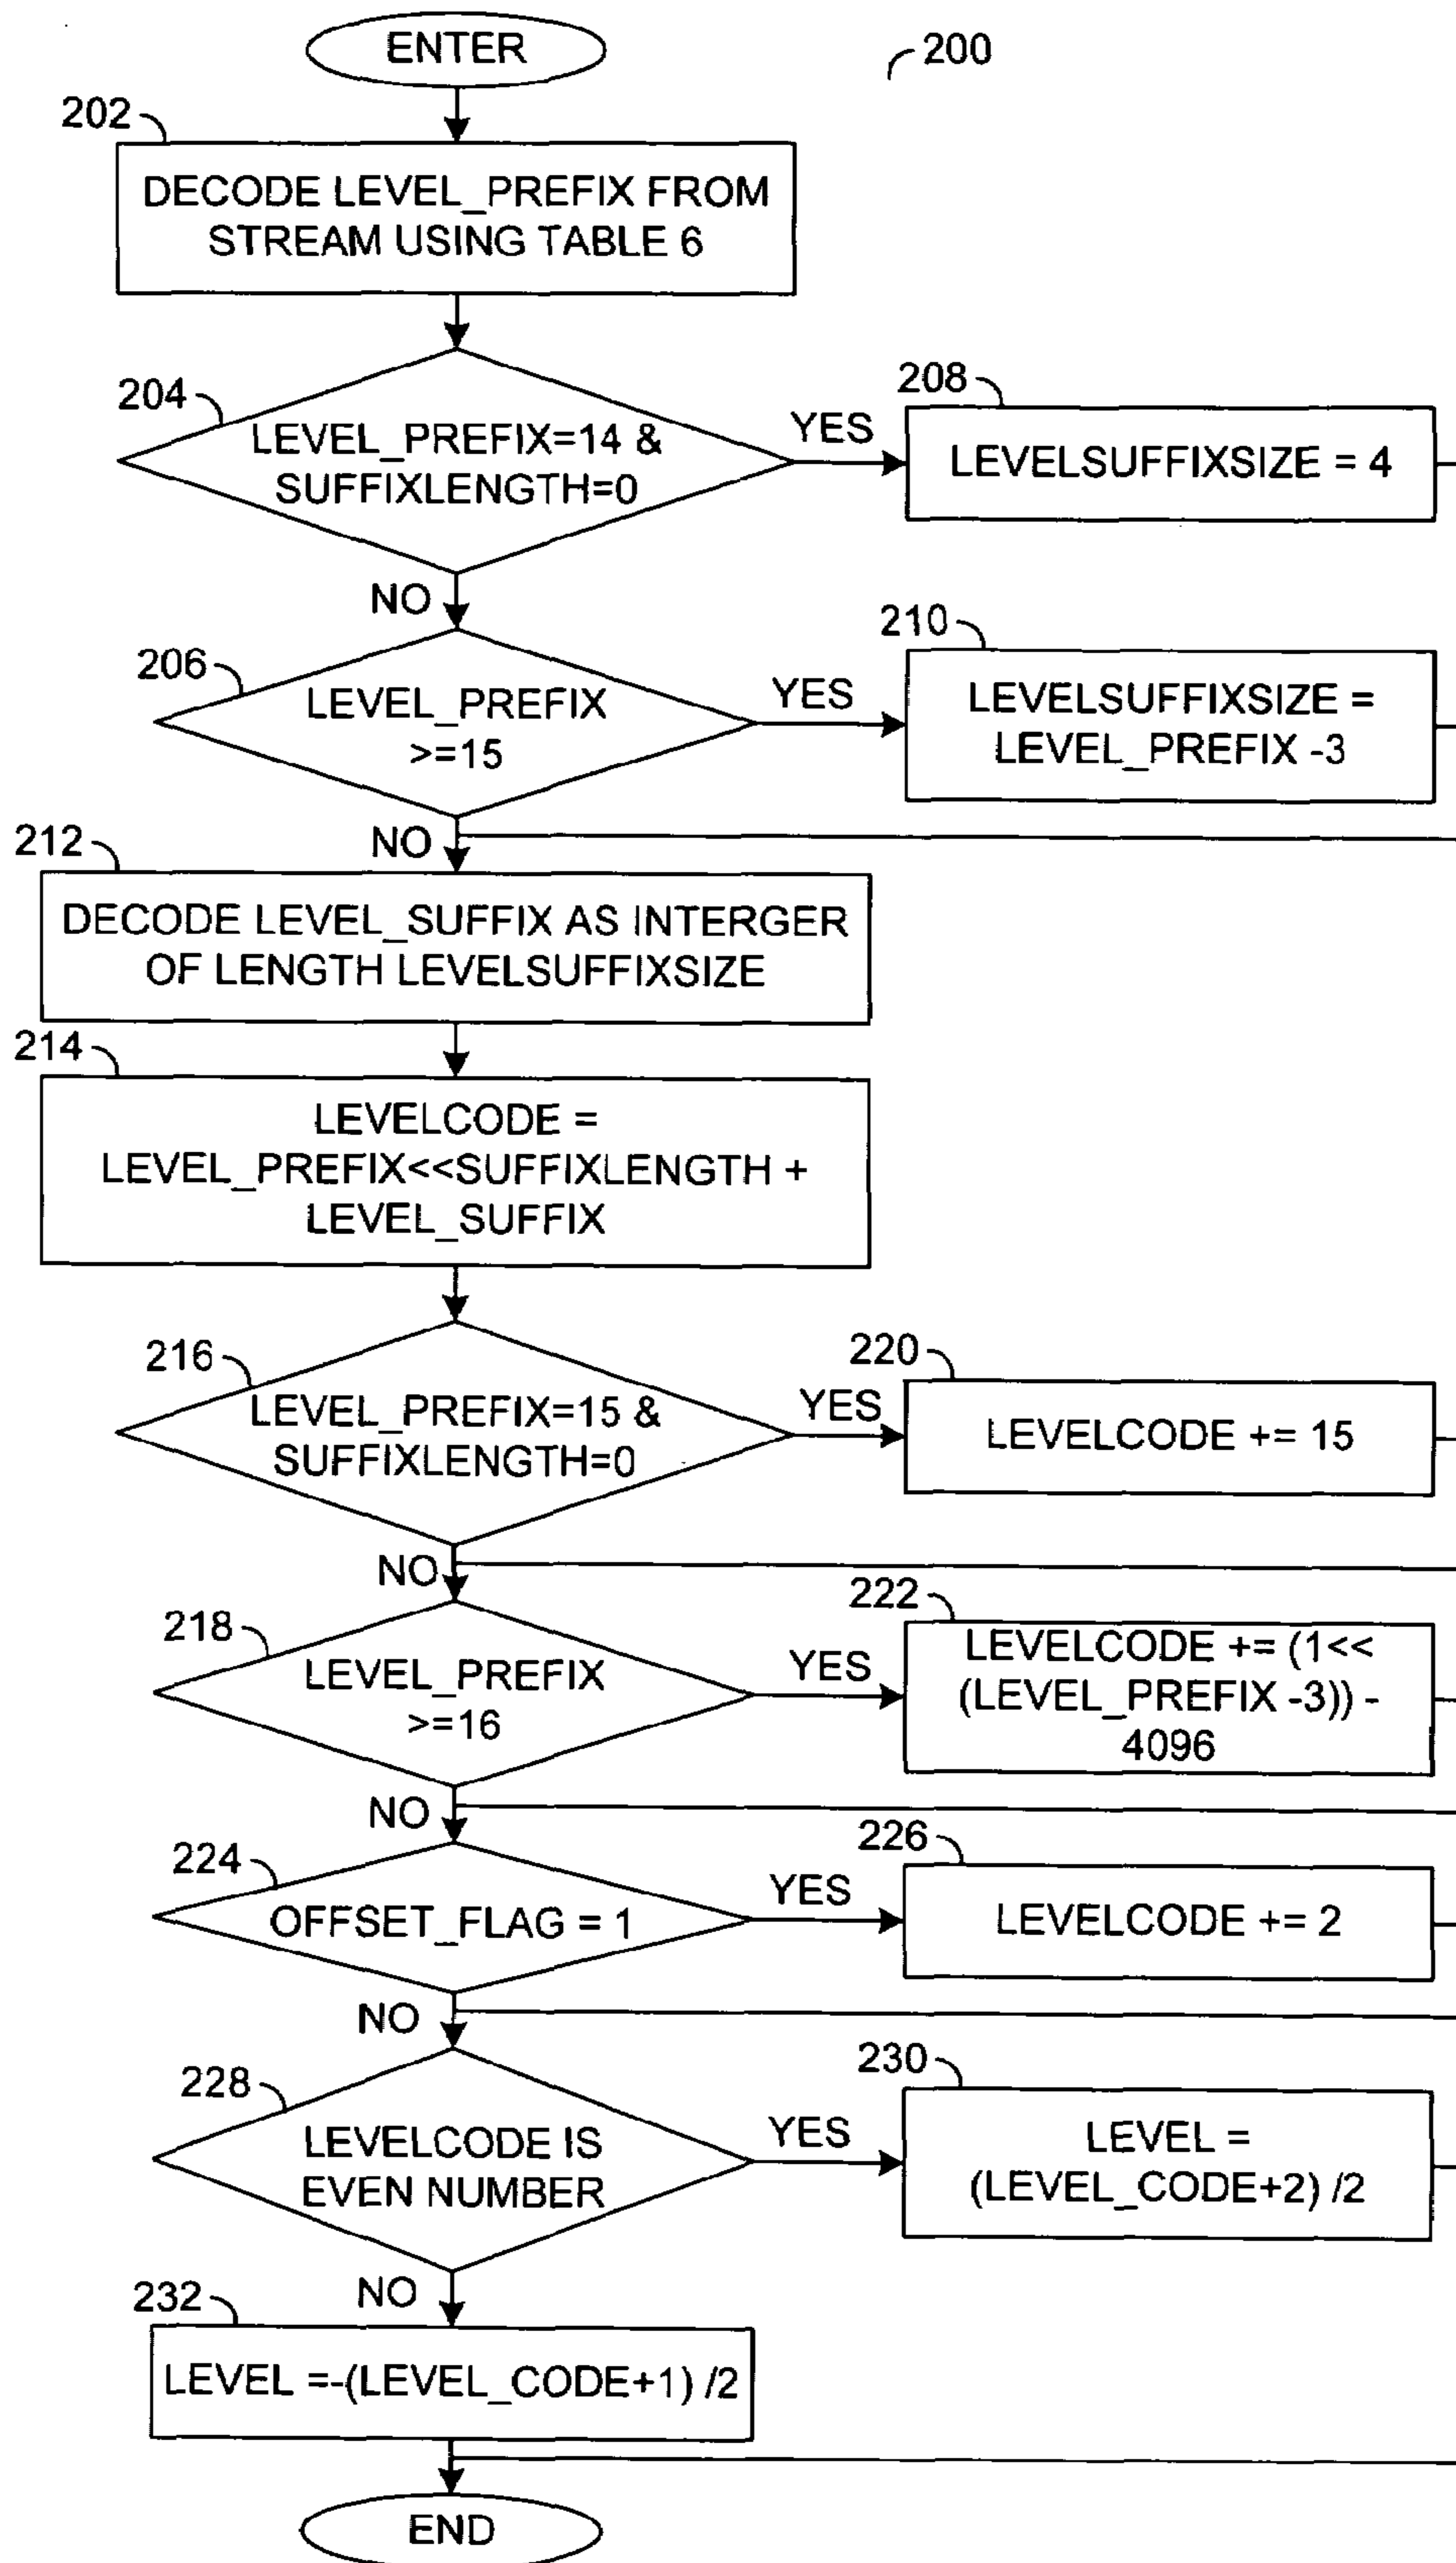 ENTER
200
202
DECODE LEVEL_PREFIX FROM
STREAM USING TABLE 6
204
LEVEL_PREFIX=14 &
SUFFIXLENGTH=0
YES
208
LEVELSUFFIXSIZE = 4
NO
206
LEVEL_PREFIX
>=15
YES
210
LEVELSUFFIXSIZE =
LEVEL_PREFIX -3
NO
212
DECODE LEVEL_SUFFIX AS INTERGER
OF LENGTH LEVELSUFFIXSIZE
214
LEVELCODE =
LEVEL_PREFIX<<SUFFIXLENGTH +
LEVEL_SUFFIX
216
LEVEL_PREFIX=15 &
SUFFIXLENGTH=0
YES
220
LEVELCODE += 15
NO
218
LEVEL_PREFIX
>=16
YES
222
LEVELCODE += (1<<
(LEVEL_PREFIX -3)) -
4096
NO
224
OFFSET_FLAG = 1
YES
226
LEVELCODE += 2
NO
228
LEVELCODE IS
EVEN NUMBER
YES
230
LEVEL =
(LEVEL_CODE+2) /2
NO
232
LEVEL =-(LEVEL_CODE+1) /2
END